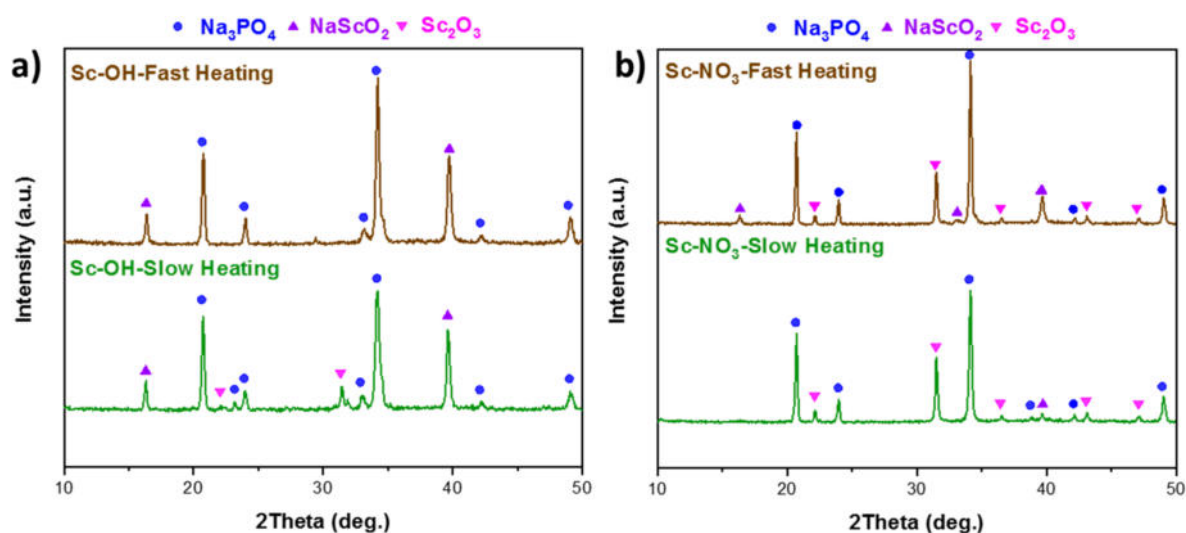 a)
● Na₃PO₄ ▲ NaScO₂ ▼ Sc₂O₃
Sc-OH-Fast Heating
Sc-OH-Slow Heating
Intensity (a.u.)
10 20 30 40 50
2Theta (deg.)
b)
● Na₃PO₄ ▲ NaScO₂ ▼ Sc₂O₃
Sc-NO₃-Fast Heating
Sc-NO₃-Slow Heating
Intensity (a.u.)
10 20 30 40 50
2Theta (deg.)